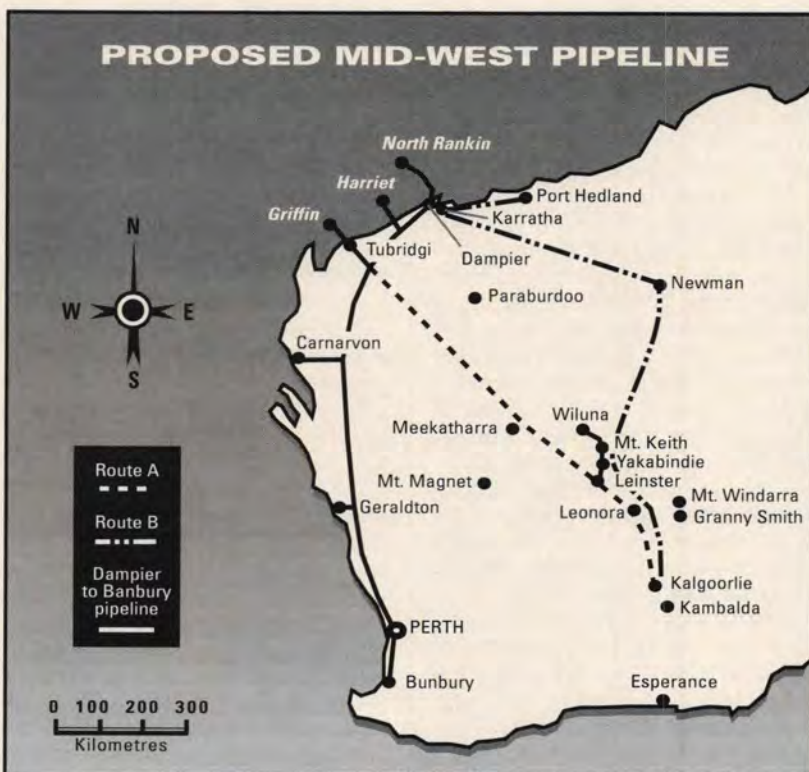 PROPOSED MID-WEST PIPELINE
North Rankin
Harriet
Port Hedland
Griffin
Karratha
N
Tubridgi
Dampier
Newman
W
E
Paraburdoo
S
Carnarvon
Wiluna
Meekatharra
Mt. Keith
Yakabindie
Route A
Mt. Magnet
Leinster
Mt. Windarra
Geraldton
Leonora
Granny Smith
Route B
Dampier
to Banbury
pipeline
Kalgoorlie
Kambalda
PERTH
Bunbury
Esperance
0 100 200 300
Kilometres